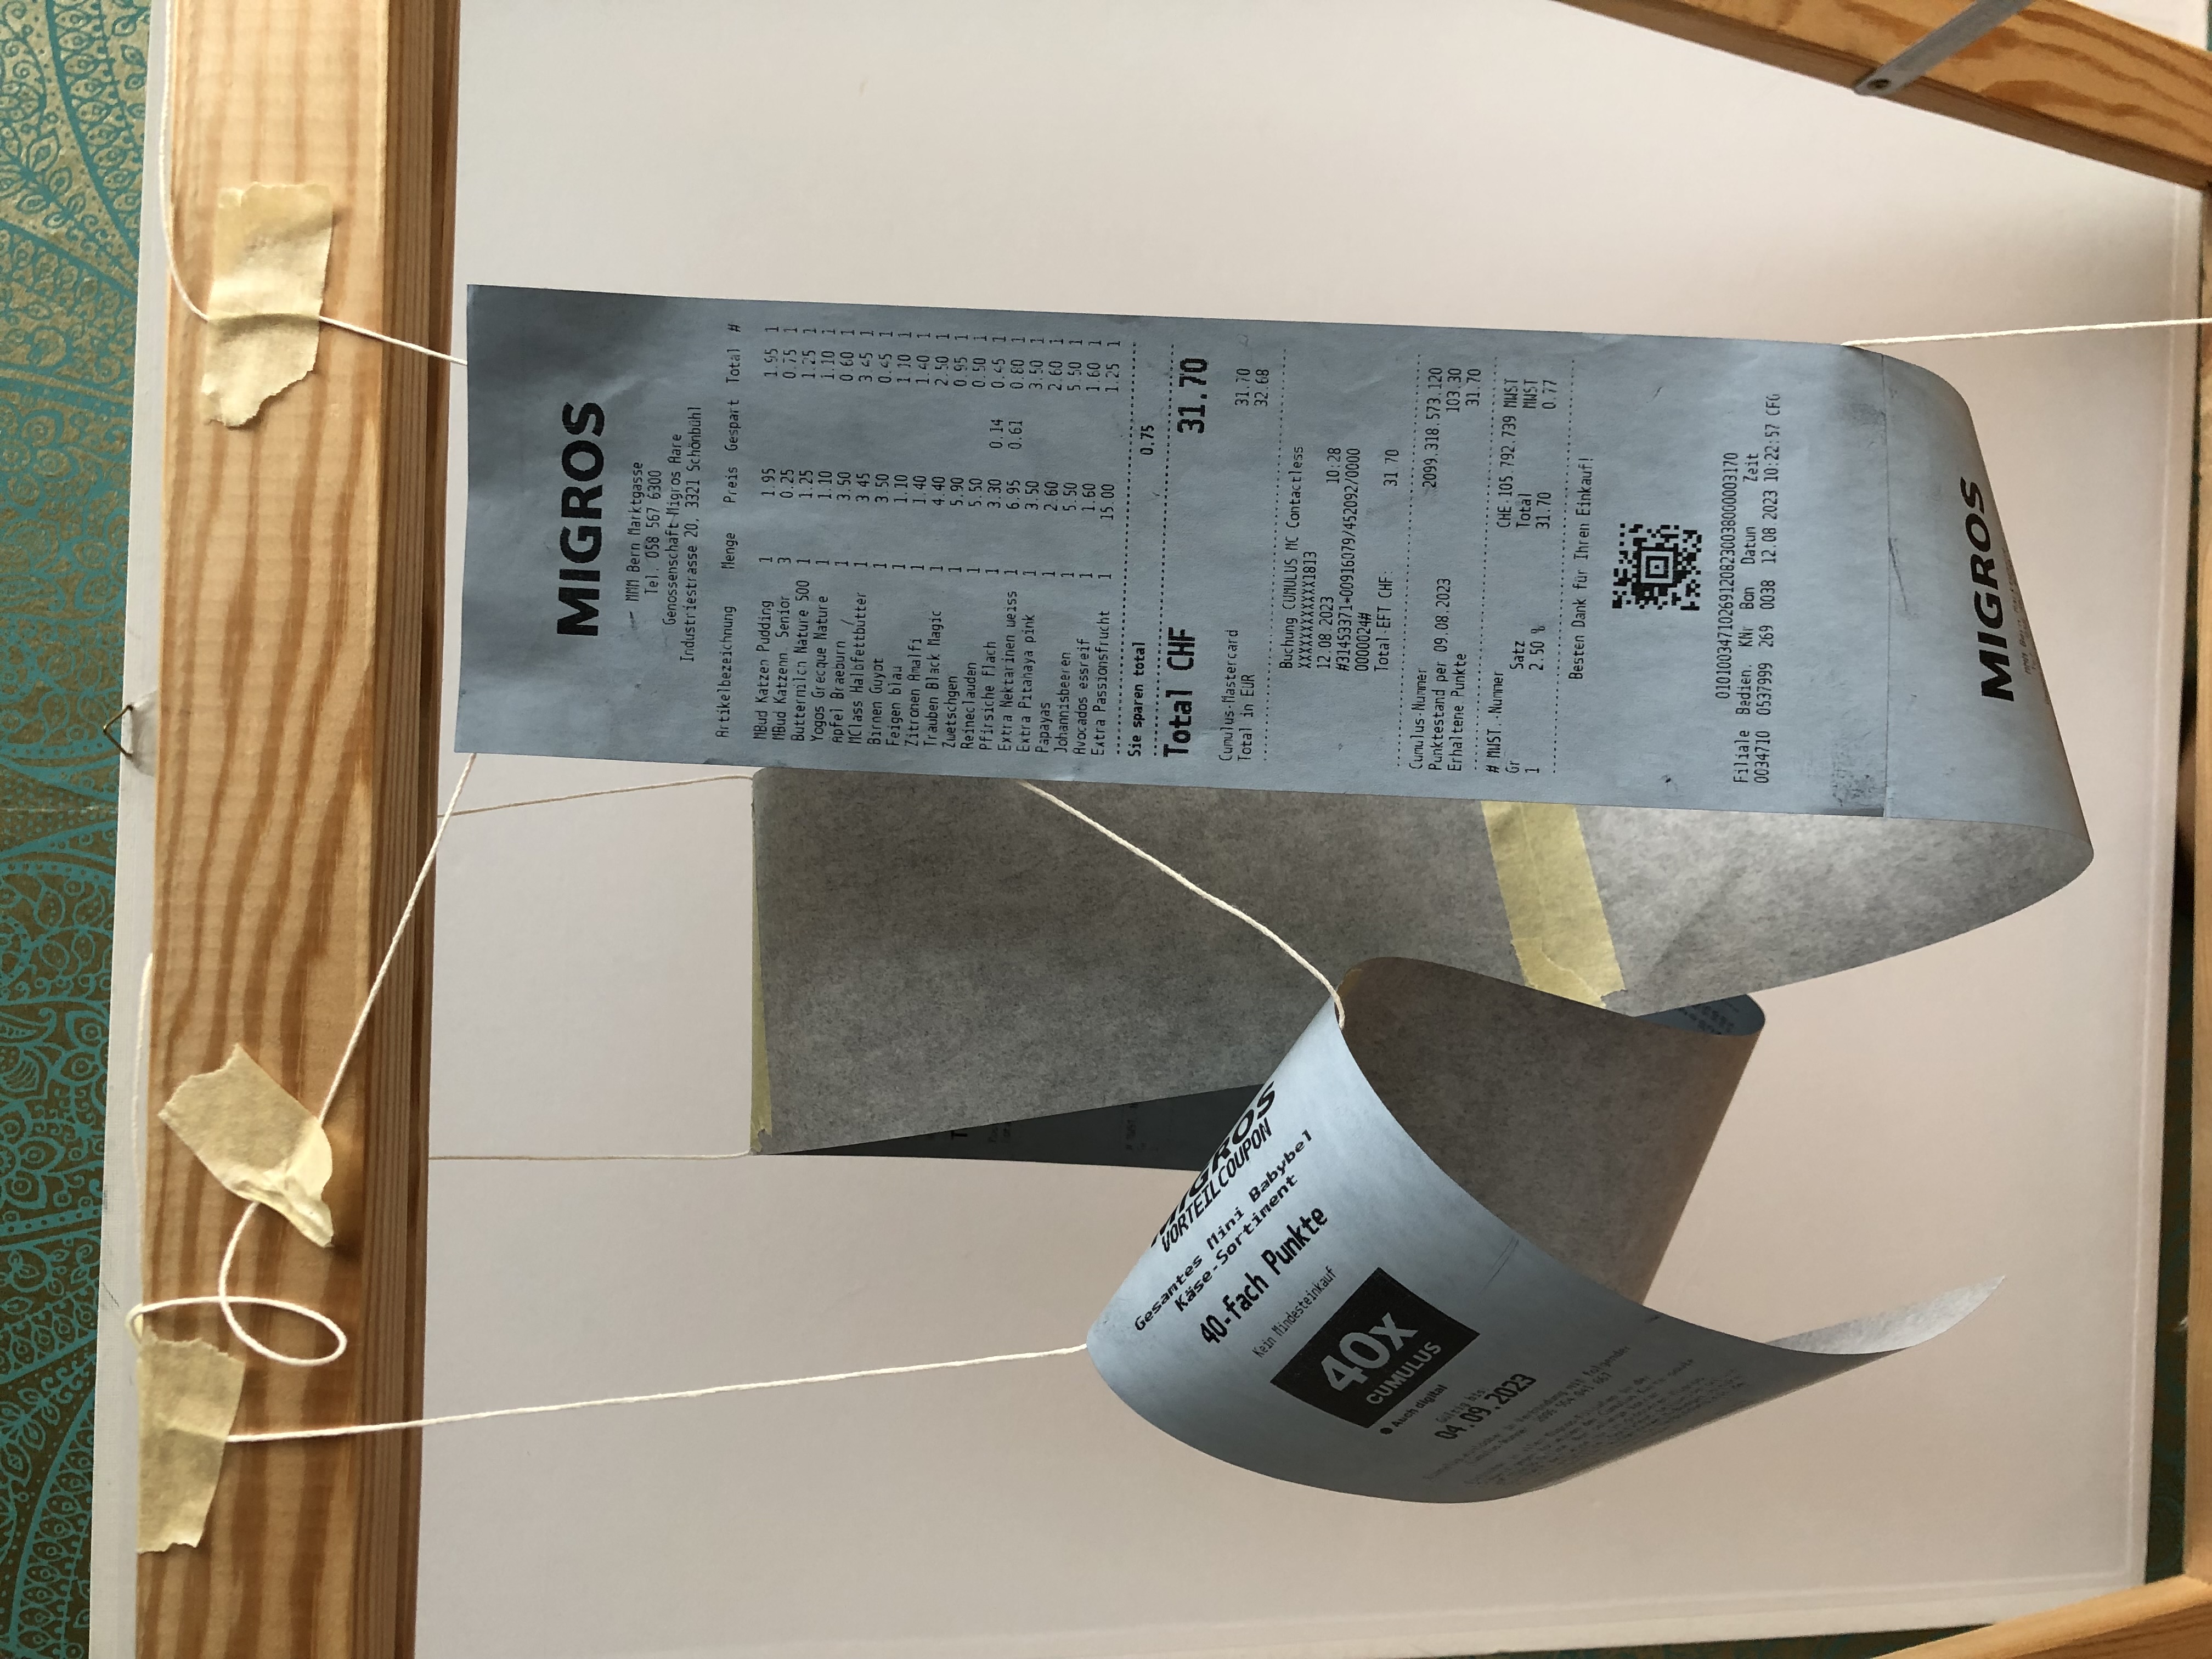 MIGROS
MMM Bern Marktgasse
Tel. 058 567 6300
Genossenschaft Migros Aare
Industriestrasse 20, 3321 Schönbühl
Artikelbezeichnung Menge Preis Gespart Total #
MBud Katzen Pudding 1 1.95 1.95 1
MBud Katzenn. Senior 3 0.25 0.75 1
Buttermilch Nature 500 1 1.25 1.25 1
Yogos Grecque Nature 1 1.10 1.10 1
Apfel Braeburn 1 3.50 0.60 1
MClass Halbfettbutter 1 3.45 3.45 1
Birnen Guyot 1 3.50 0.45 1
Feigen blau 1 1.10 1.10 1
Zitronen Amalfi 1 1.40 1.40 1
Trauben Black Magic 1 4.40 2.50 1
Zwetschgen 1 5.90 0.95 1
Reineclauden 1 5.50 0.50 1
Pfirsiche flach 1 3.30 0.14 0.45 1
Extra Nektarinen weiss 1 6.95 0.61 0.80 1
Extra Pitahaya pink 1 3.50 3.50 1
Papayas 1 2.60 2.60 1
Johannisbeeren 1 5.50 5.50 1
Avocados essreif 1 1.60 1.60 1
Extra Passionsfrucht 1 15.00 1.25 1
Sie sparen total 0.75
Total CHF 31.70
Cumulus-Mastercard 31.70
Total in EUR 32.68
Buchung CUMULUS MC Contactless
XXXXXXXXXXXX1813
12.08.2023 10:28
#31453371*00916079/452092/0000
0000024#
Total-EFT CHF: 31.70
Cumulus-Nummer 2099.318.573.120
Punktestand per 09.08.2023 103.30
Erhaltene Punkte 31.70
# MWST.-Nummer CHE-105.792.739 MWST
Gr Satz Total MWST
1 2.50 % 31.70 0.77
Besten Dank für Ihren Einkauf!
01010034710269120823003800003170
Filiale Bedien. KNr Bon Datum Zeit
0034710 0537999 269 0038 12.08.2023 10:22:57 CFG
MIGROS
MMM Bern Marktgasse
MIGROS
VORTEILCOUPON
Gesamtes Mini Babybel
Käse-Sortiment
40-fach Punkte
Kein Mindesteinkauf
40x
CUMULUS
Auch digital
Gültig bis
04.09.2023